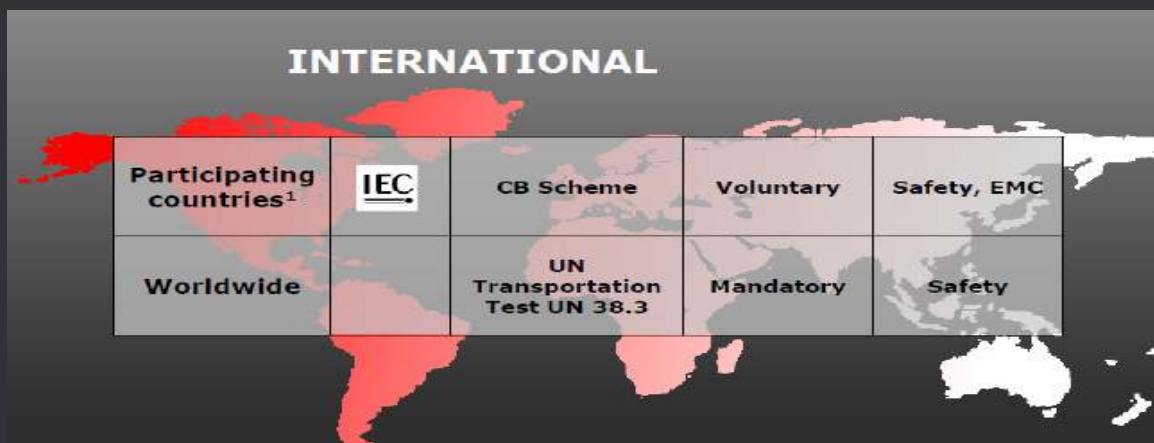 INTERNATIONAL
Participating
countries¹
IEC
CB Scheme
Voluntary
Safety, EMC
Worldwide
UN
Transportation
Test UN 38.3
Mandatory
Safety